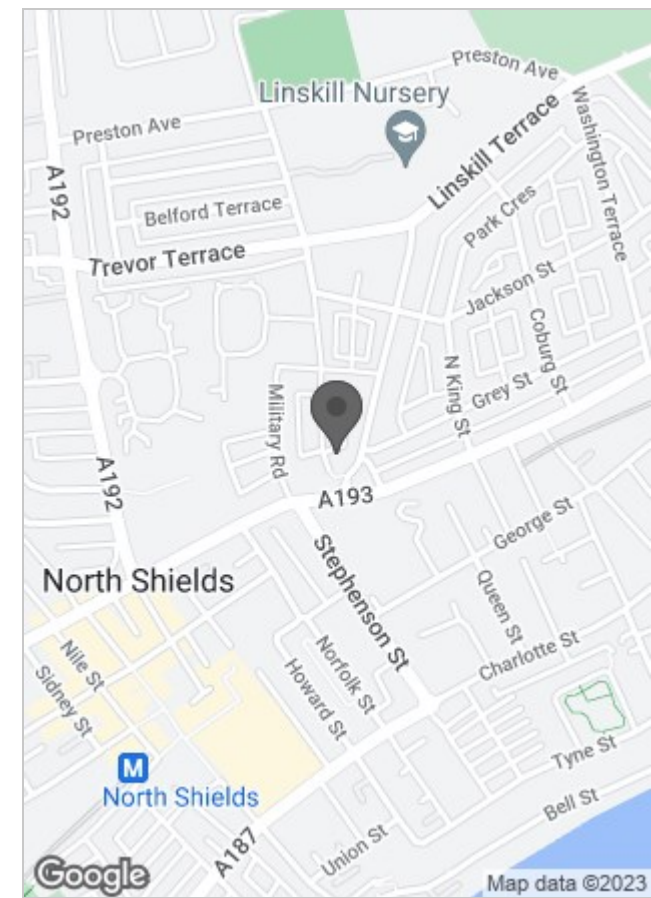 Preston Ave
Linskill Nursery
Washington Terrace
Preston Ave
Linskill Terrace
A192
Belford Terrace
Park Cres
Trevor Terrace
Jackson St
Coburg St
N King St
Grey St
Military Rd
A192
A193
George St
Stephenson St
North Shields
Queen St
Charlotte St
Nile St
Norfolk St
Sidney St
Howard St
M
North Shields
Tyne St
Bell St
A187
Union St
Google
Map data ©2023